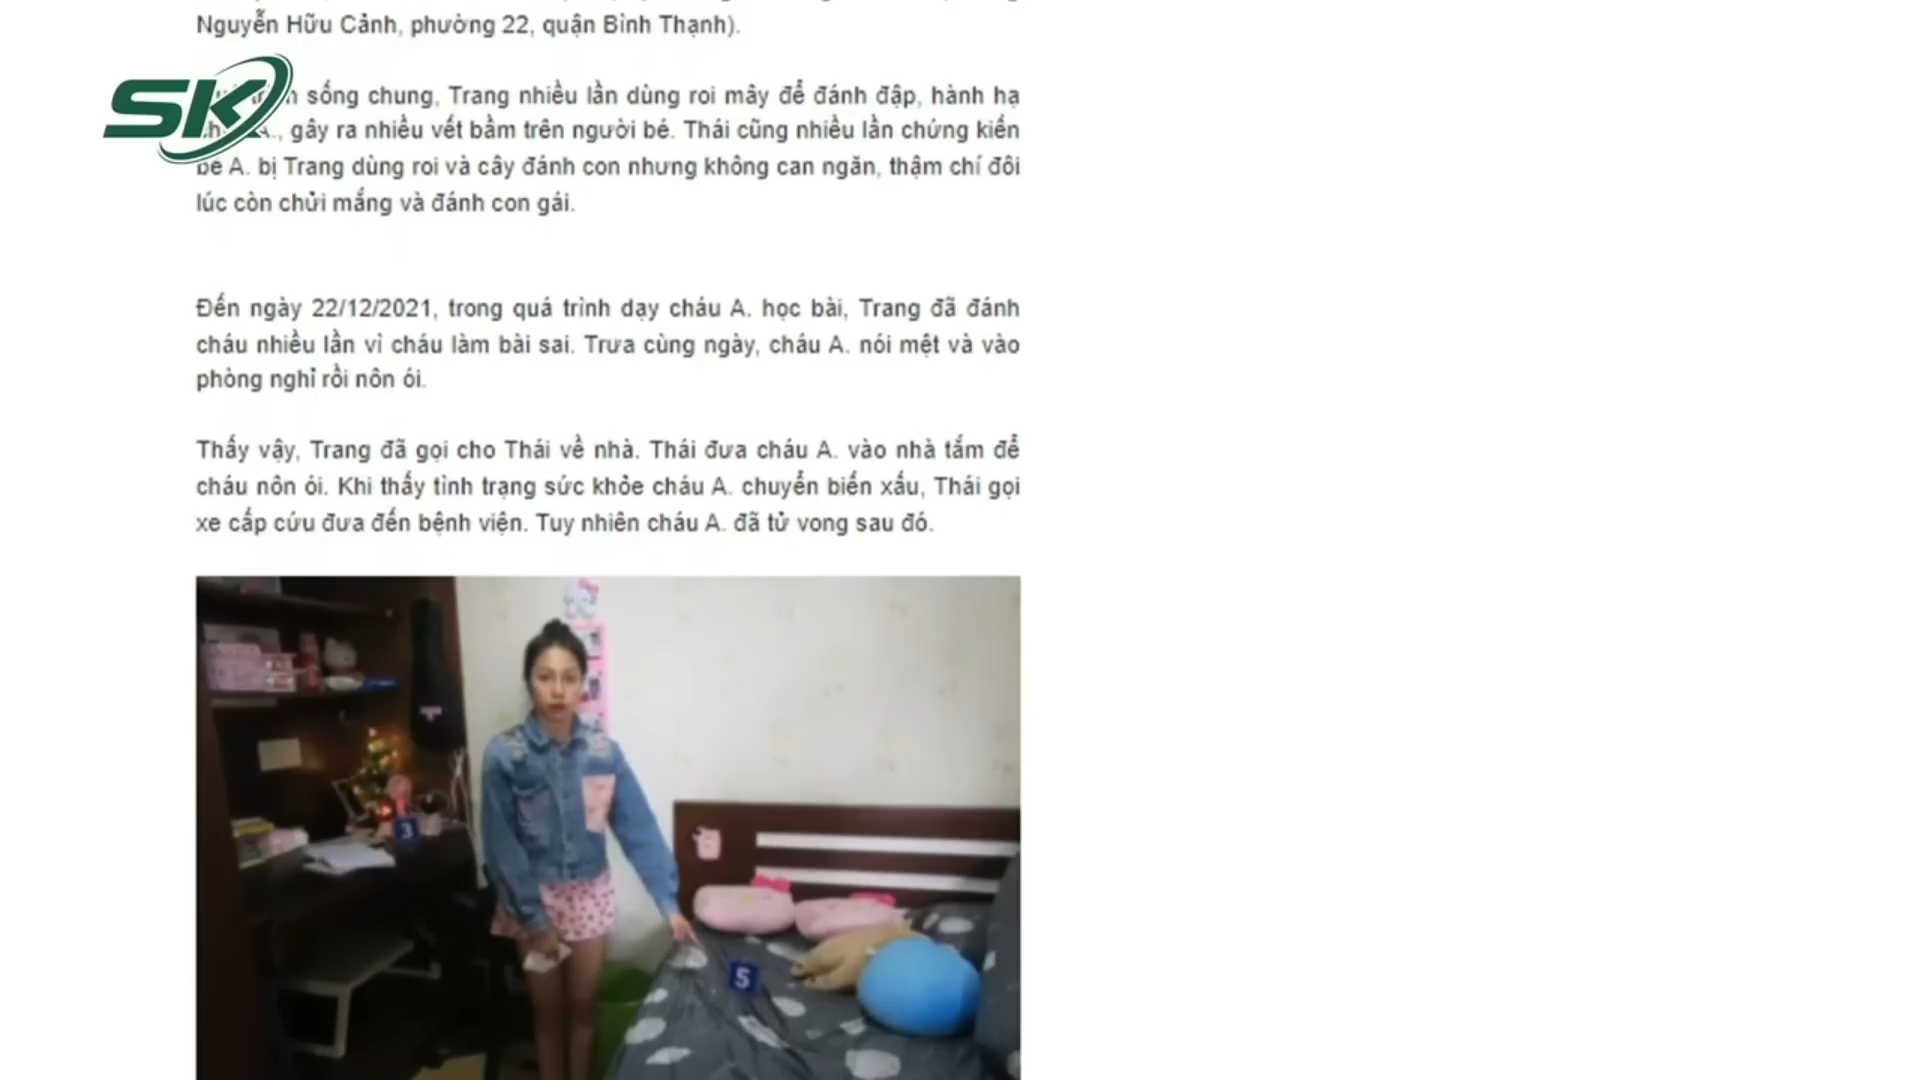 Nguyễn Hữu Cảnh, phường 22, quận Bình Thạnh).
SK
sống chung, Trang nhiều lần dùng roi mây để đánh đập, hành hạ
A., gây ra nhiều vết bầm trên người bé. Thái cũng nhiều lần chứng kiến
bé A. bị Trang dùng roi và cây đánh con nhưng không can ngăn, thậm chí đôi
lúc còn chửi mắng và đánh con gái.
Đến ngày 22/12/2021, trong quá trình dạy cháu A. học bài, Trang đã đánh
cháu nhiều lần vì cháu làm bài sai. Trưa cùng ngày, cháu A. nói mệt và vào
phòng nghỉ rồi nôn ói.
Thấy vậy, Trang đã gọi cho Thái về nhà. Thái đưa cháu A. vào nhà tắm để
cháu nôn ói. Khi thấy tình trạng sức khỏe cháu A. chuyển biến xấu, Thái gọi
xe cấp cứu đưa đến bệnh viện. Tuy nhiên cháu A. đã tử vong sau đó.
3
5